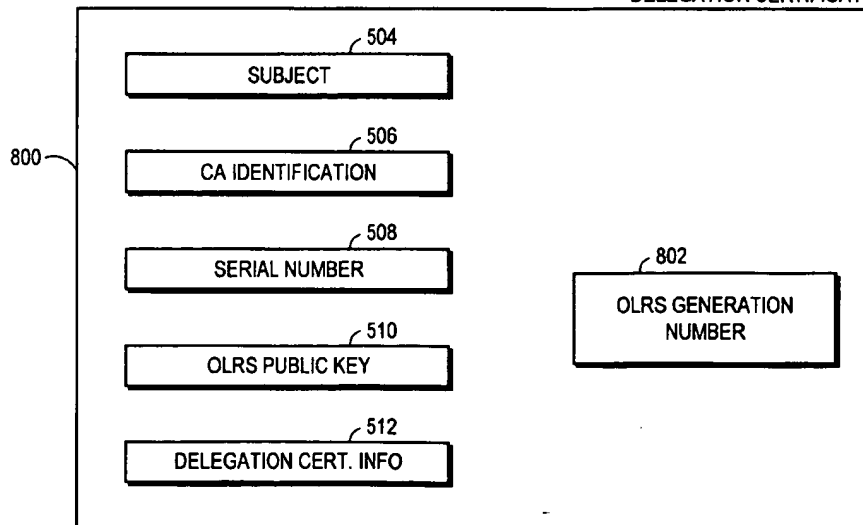 504
SUBJECT
506
800
CA IDENTIFICATION
508
SERIAL NUMBER
802
OLRS GENERATION
NUMBER
510
OLRS PUBLIC KEY
512
DELEGATION CERT. INFO